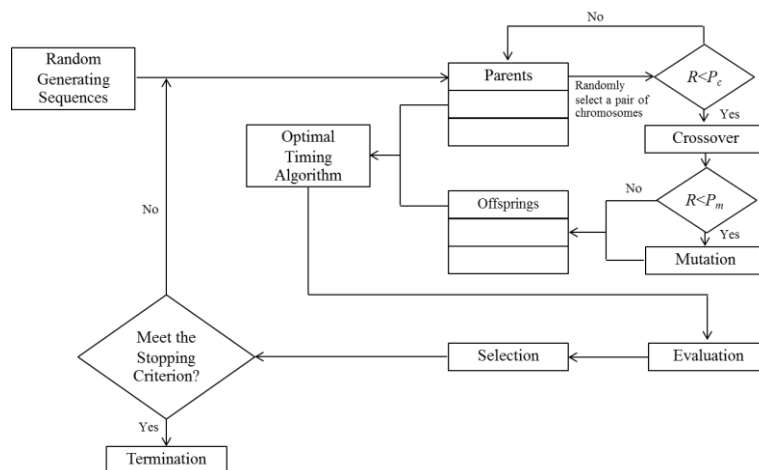 No
Random
Generating
Sequences
Parents
R<Pc
Randomly
select a pair of
chromosomes
Yes
Crossover
Optimal
Timing
Algorithm
No
R<Pm
Offsprings
No
Yes
Mutation
Meet the
Stopping
Criterion?
Selection
Evaluation
Yes
Termination